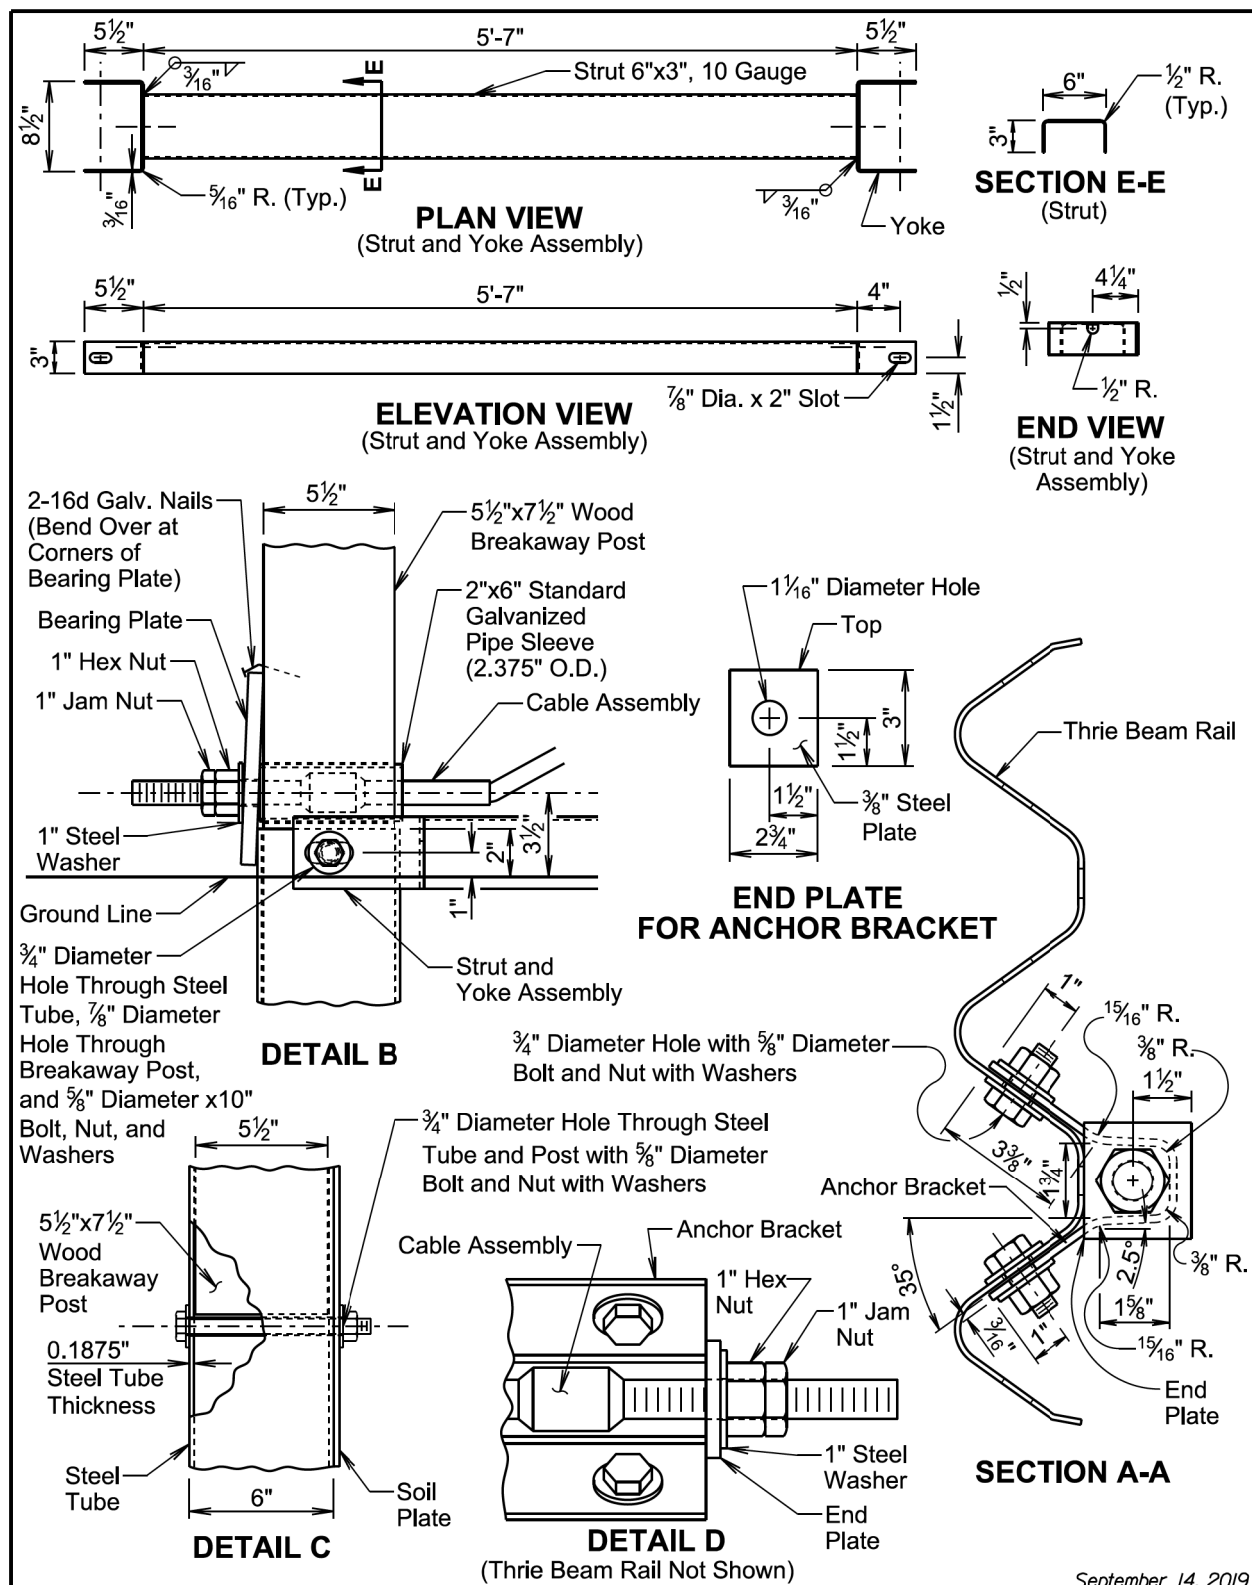 5½"
5'-7"
5½"
3⁄16"
E
Strut 6"x3", 10 Gauge
6"
½" R.
(Typ.)
8½"
3"
E
3⁄16"
5⁄16" R. (Typ.)
3⁄16"
PLAN VIEW
(Strut and Yoke Assembly)
Yoke
SECTION E-E
(Strut)
5½"
5'-7"
4"
½"
4¼"
3"
⅞" Dia. x 2" Slot
1½"
½" R.
ELEVATION VIEW
(Strut and Yoke Assembly)
END VIEW
(Strut and Yoke
Assembly)
2-16d Galv. Nails
(Bend Over at
Corners of
Bearing Plate)
5½"
5½"x7½" Wood
Breakaway Post
Bearing Plate
2"x6" Standard
Galvanized
Pipe Sleeve
(2.375" O.D.)
1" Hex Nut
1" Jam Nut
Cable Assembly
1" Steel
Washer
2"
3½"
1"
Ground Line
¾" Diameter
Hole Through Steel
Tube, ⅞" Diameter
Hole Through
Breakaway Post,
and ⅝" Diameter x10"
Bolt, Nut, and
Washers
Strut and
Yoke Assembly
DETAIL B
1 1⁄16" Diameter Hole
Top
3"
1½"
1½"
2¾"
⅜" Steel
Plate
END PLATE
FOR ANCHOR BRACKET
Thrie Beam Rail
1"
15⁄16" R.
⅜" R.
1½"
¾" Diameter Hole with ⅝" Diameter
Bolt and Nut with Washers
3⅜"
1¾"
Anchor Bracket
35°
2.5°
⅜" R.
1⅝"
3⁄16"
1"
15⁄16" R.
End
Plate
SECTION A-A
5½"
¾" Diameter Hole Through Steel
Tube and Post with ⅝" Diameter
Bolt and Nut with Washers
5½"x7½"
Wood
Breakaway
Post
0.1875"
Steel Tube
Thickness
Steel
Tube
6"
Soil
Plate
DETAIL C
Anchor Bracket
Cable Assembly
1" Hex
Nut
1" Jam
Nut
1" Steel
Washer
End
Plate
DETAIL D
(Thrie Beam Rail Not Shown)
September 14, 2019